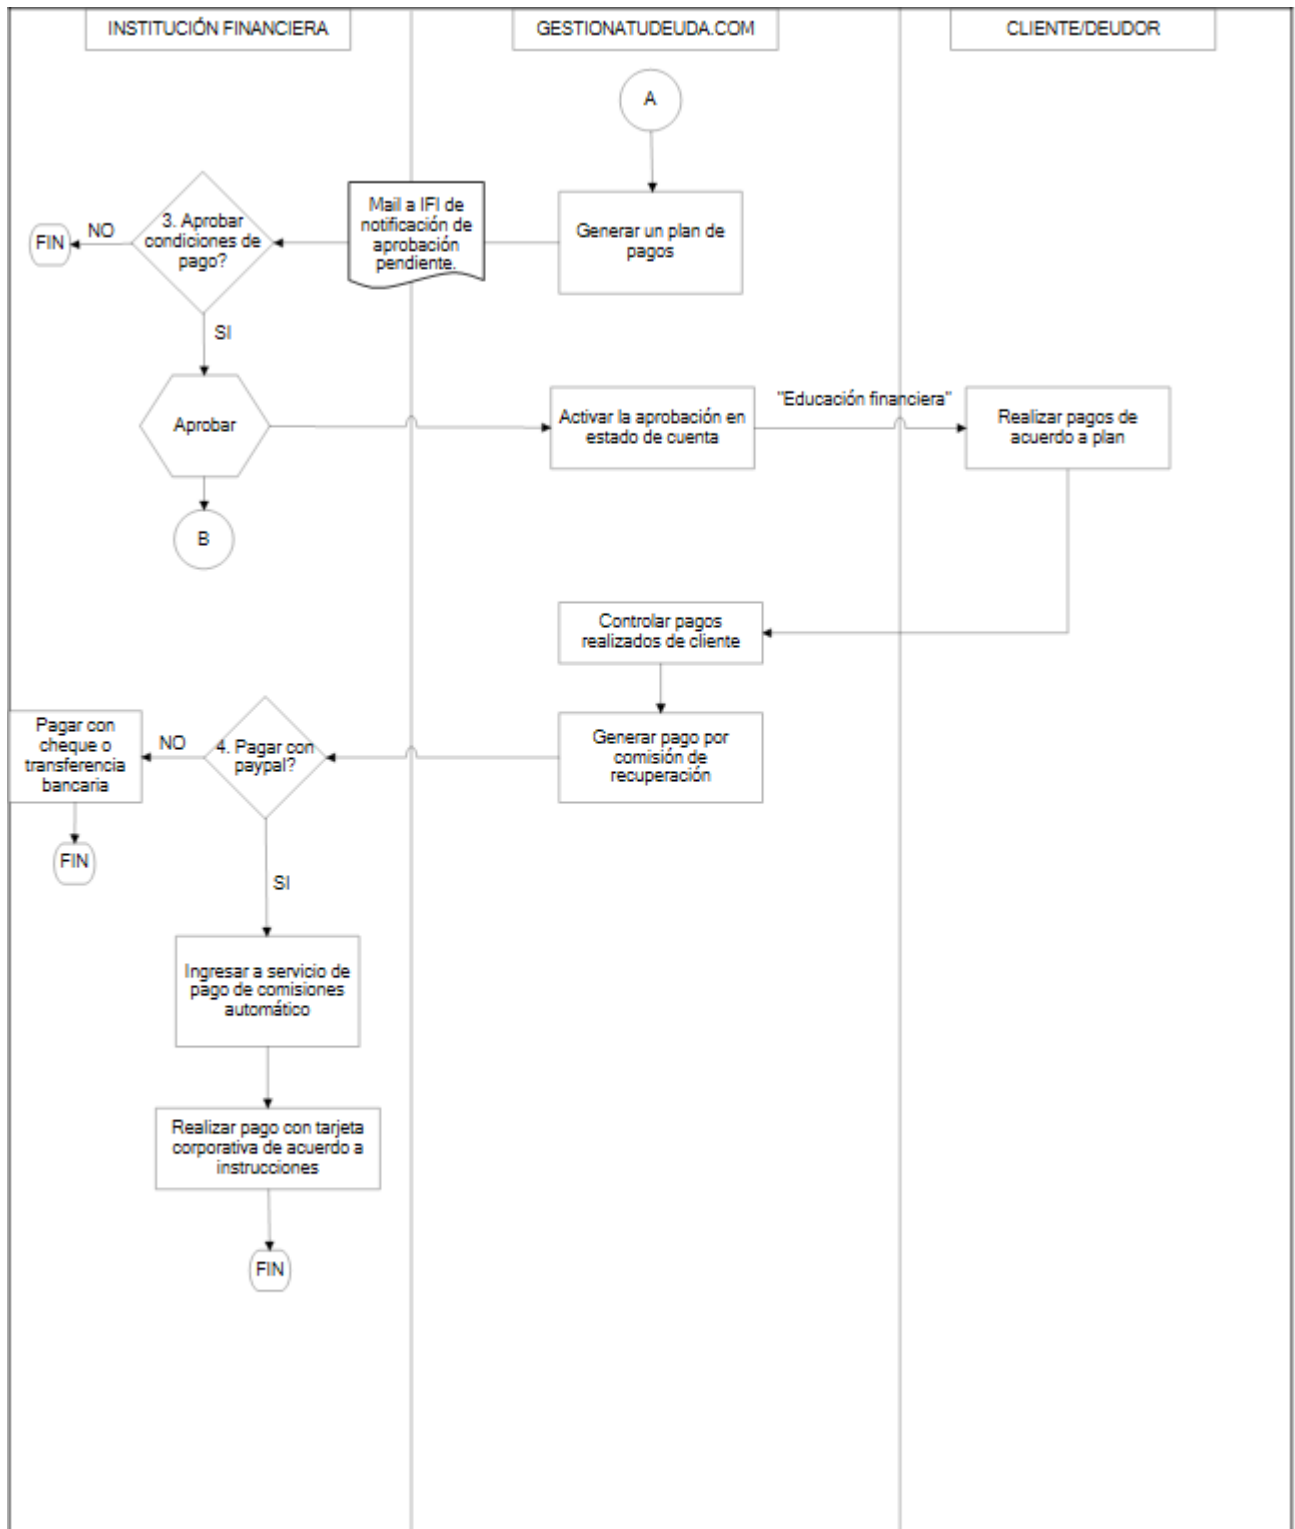 INSTITUCIÓN FINANCIERA
GESTIONATUDEUDA.COM
CLIENTE/DEUDOR
A
Mail a IFI de
notificación de
aprobación
pendiente.
Generar un plan de
pagos
3. Aprobar
condiciones de
pago?
NO
FIN
SI
Aprobar
Activar la aprobación en
estado de cuenta
"Educación financiera"
Realizar pagos de
acuerdo a plan
B
Controlar pagos
realizados de cliente
Generar pago por
comisión de
recuperación
4. Pagar con
paypal?
NO
Pagar con
cheque o
transferencia
bancaria
FIN
SI
Ingresar a servicio de
pago de comisiones
automático
Realizar pago con tarjeta
corporativa de acuerdo a
instrucciones
FIN